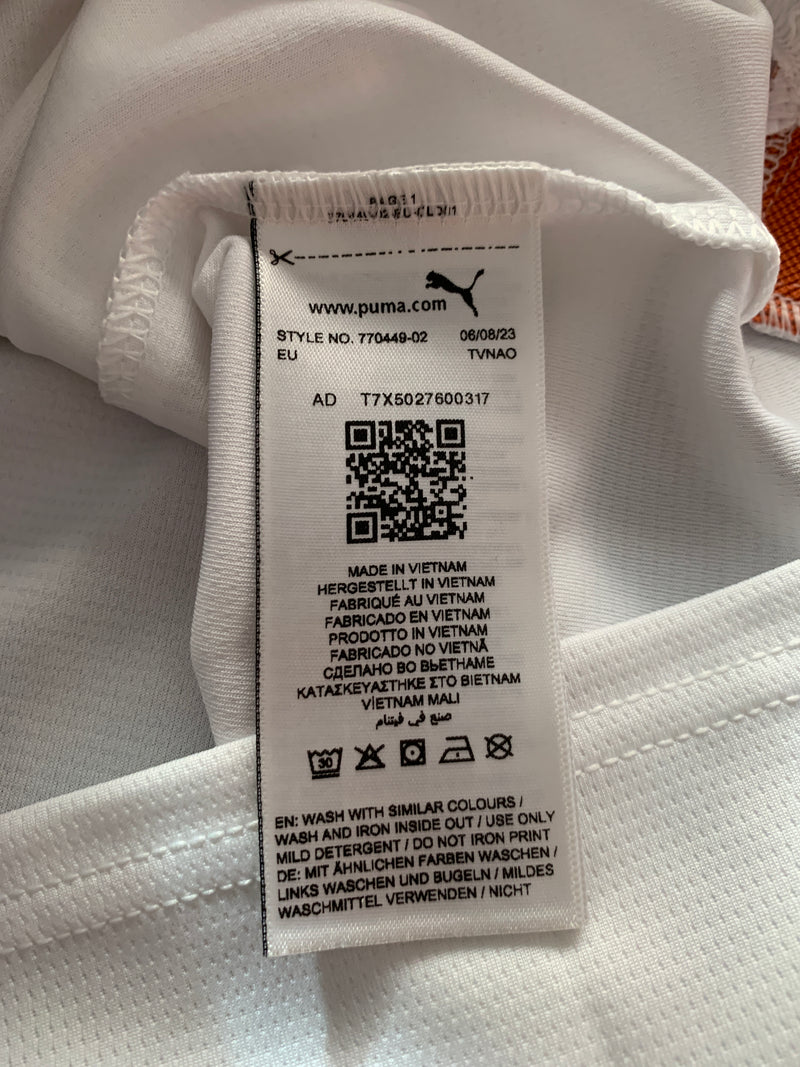 www.puma.com
STYLE NO. 770449-02 06/08/23
EU TVNAO
AD T7X5027600317
MADE IN VIETNAM
HERGESTELLT IN VIETNAM
FABRIQUÉ AU VIETNAM
FABRICADO EN VIETNAM
PRODOTTO IN VIETNAM
FABRICADO NO VIETNÃ
СДЕЛАНО ВО ВЬЕТНАМЕ
ΚΑΤΑΣΚΕΥΑΣΤΗΚΕ ΣΤΟ ΒΙΕΤΝΑΜ
VİETNAM MALI
صنع في فيتنام
30
EN: WASH WITH SIMILAR COLOURS /
WASH AND IRON INSIDE OUT / USE ONLY
MILD DETERGENT / DO NOT IRON PRINT
DE: MIT ÄHNLICHEN FARBEN WASCHEN /
LINKS WASCHEN UND BUGELN / MILDES
WASCHMITTEL VERWENDEN / NICHT